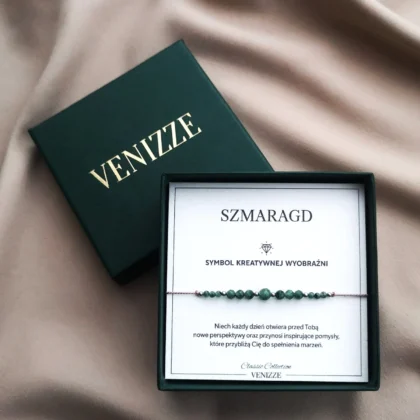 VENIZZE
SZMARAGD
SYMBOL KREATYWNEJ WYOBRAŹNI
Niech każdy dzień otwiera przed Tobą
nowe perspektywy oraz przynosi inspirujące pomysły,
które przybliżą Cię do spełnienia marzeń.
Classic Collection
VENIZZE